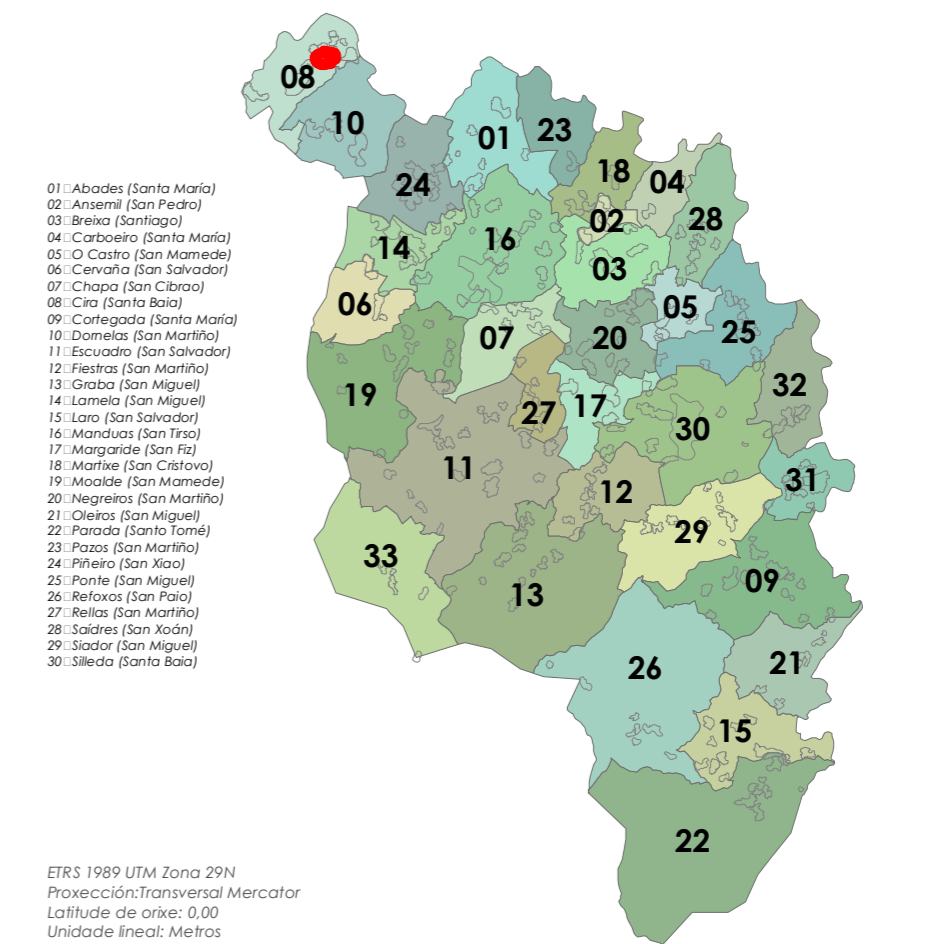 08
10
01
23
24
18
04
02
28
16
14
03
06
05
07
20
25
19
27
17
32
30
11
12
31
29
33
13
09
26
21
15
22
01 Abades (Santa María)
02 Ansemil (San Pedro)
03 Breixa (Santiago)
04 Carboeiro (Santa María)
05 O Castro (San Mamede)
06 Cervaña (San Salvador)
07 Chapa (San Cibrao)
08 Cira (Santa Baia)
09 Cortegada (Santa María)
10 Dornelas (San Martiño)
11 Escuadro (San Salvador)
12 Fiestras (San Martiño)
13 Graba (San Miguel)
14 Lamela (San Miguel)
15 Laro (San Salvador)
16 Manduas (San Tirso)
17 Margaride (San Fiz)
18 Martixe (San Cristovo)
19 Moalde (San Mamede)
20 Negreiros (San Martiño)
21 Oleiros (San Miguel)
22 Parada (Santo Tomé)
23 Pazos (San Martiño)
24 Piñeiro (San Xiao)
25 Ponte (San Miguel)
26 Refoxos (San Paio)
27 Rellas (San Martiño)
28 Saídres (San Xoán)
29 Siador (San Miguel)
30 Silleda (Santa Baia)
ETRS 1989 UTM Zona 29N
Proxección:Transversal Mercator
Latitude de orixe: 0,00
Unidade lineal: Metros